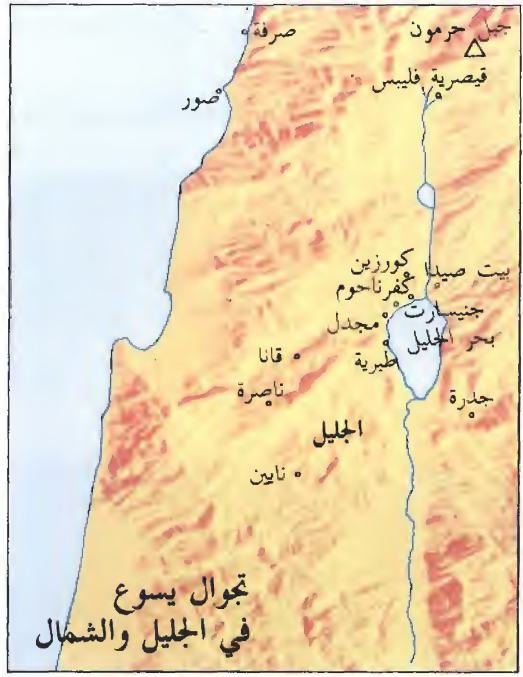 جبل حرمون
صرفة
قيصرية فليبس
صور
كورزين
بيت صيدا
كفرناحوم
جنيسارت
مجدل
بحر الجليل
طبرية
قانا
ناصرة
جدرة
الجليل
نايين
تجوال يسوع
في الجليل والشمال